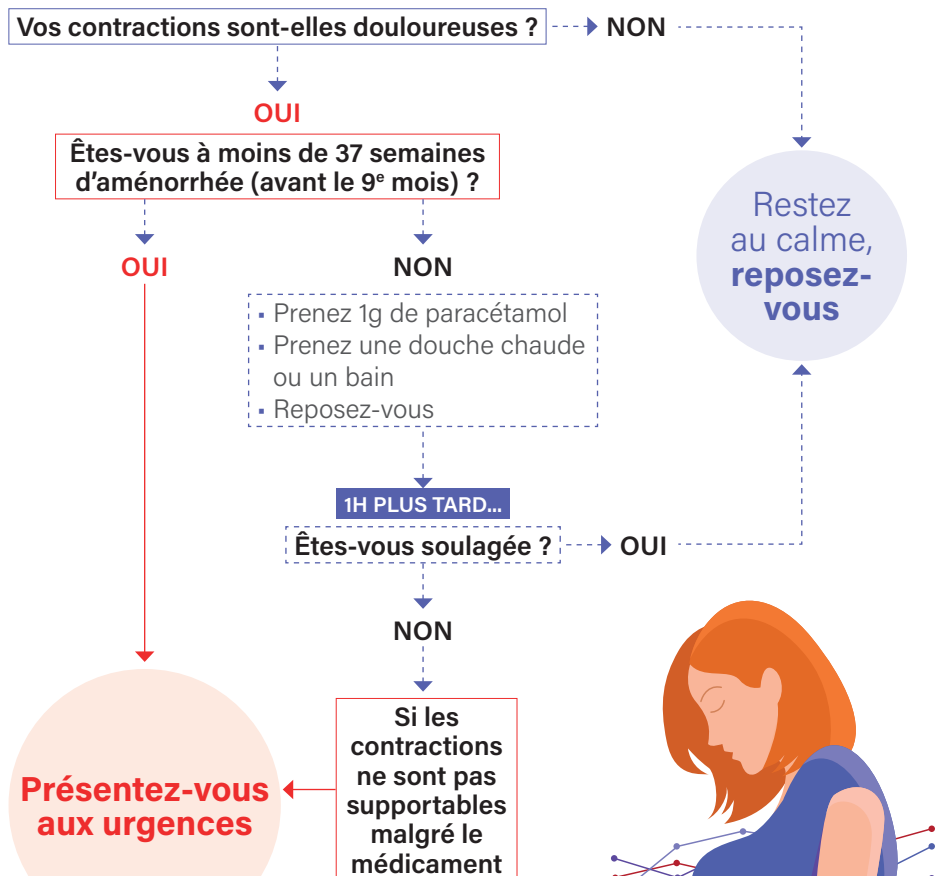 Vos contractions sont-elles douloureuses ?
NON
OUI
Êtes-vous à moins de 37 semaines
d'aménorrhée (avant le 9e mois) ?
OUI
NON
Restez
au calme,
reposez-
vous
▪ Prenez 1g de paracétamol
▪ Prenez une douche chaude
ou un bain
▪ Reposez-vous
1H PLUS TARD...
Êtes-vous soulagée ?
OUI
NON
Si les
contractions
ne sont pas
supportables
malgré le
médicament
Présentez-vous
aux urgences